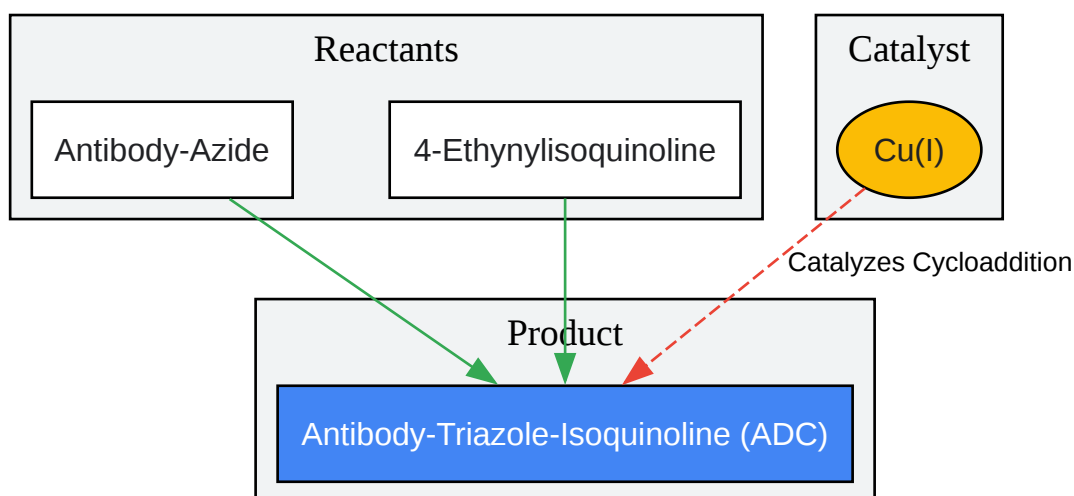 Reactants
Catalyst
Antibody-Azide
4-Ethynylisoquinoline
Cu(I)
Catalyzes Cycloaddition
Product
Antibody-Triazole-Isoquinoline (ADC)